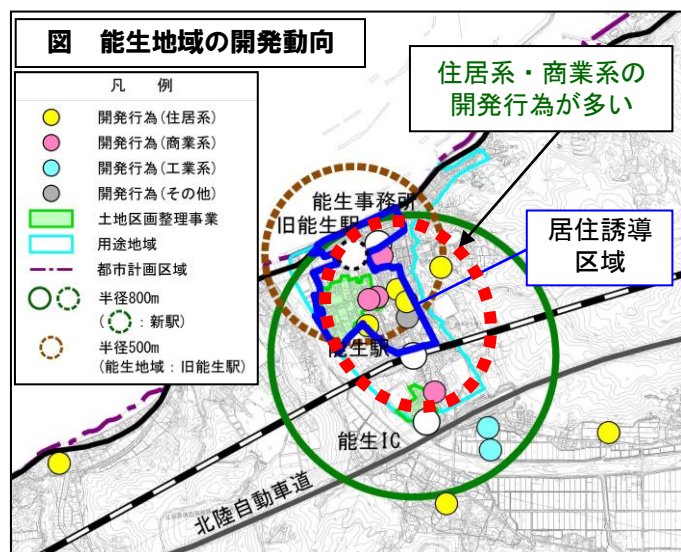 図 能生地域の開発動向
凡 例
開発行為(住居系)
開発行為(商業系)
開発行為(工業系)
開発行為(その他)
土地区画整理事業
用途地域
都市計画区域
半径800m
(○:新駅)
半径500m
(能生地域:旧能生駅)
住居系・商業系の
開発行為が多い
居住誘導
区域
能生事務所
旧能生駅
能生駅
能生IC
北陸自動車道